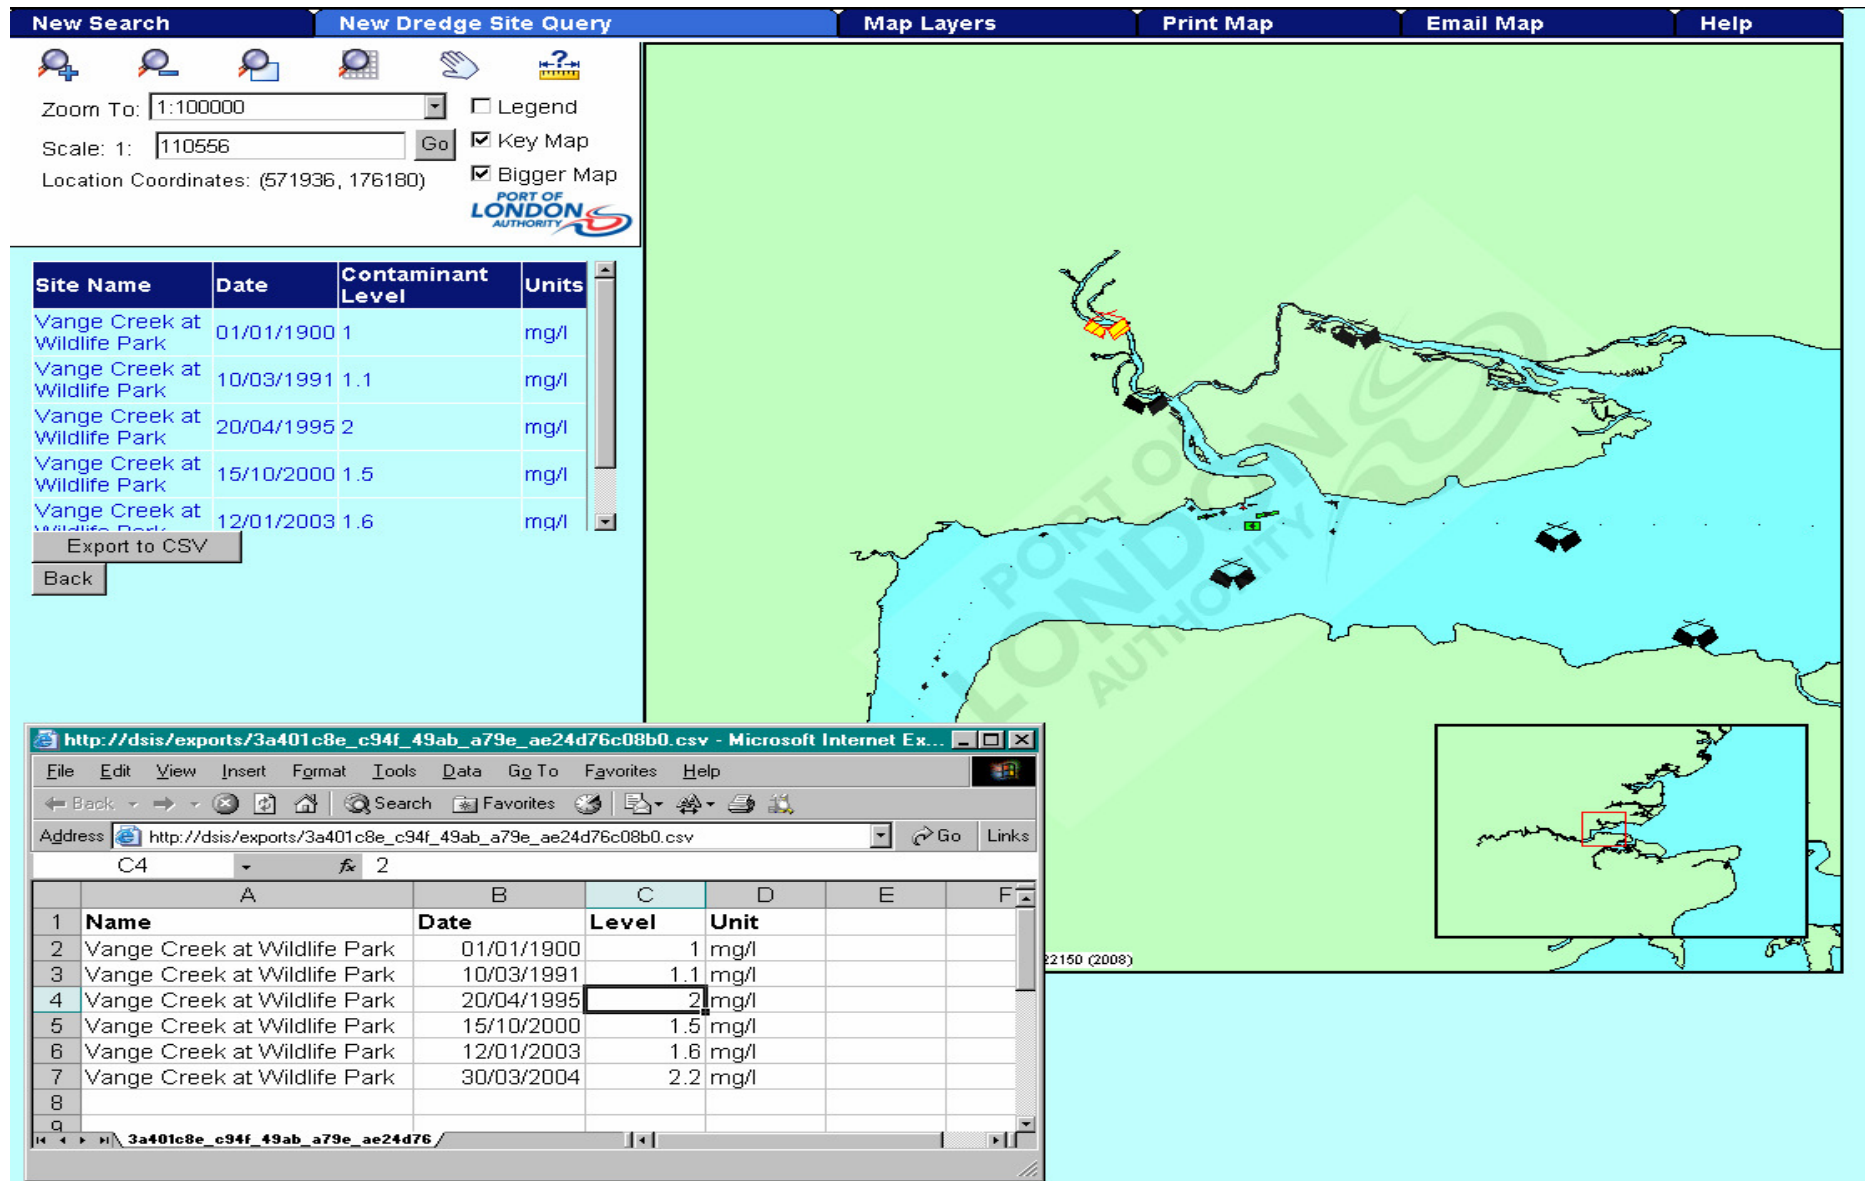 New Search New Dredge Site Query Map Layers Print Map Email Map Help
Zoom To: 1:100000
Legend
Scale: 1: 110556 Go
Key Map
Location Coordinates: (571936, 176180)
Bigger Map
PORT OF
LONDON
AUTHORITY
Site Name Date Contaminant Level Units
Vange Creek at Wildlife Park 01/01/1900 1 mg/l
Vange Creek at Wildlife Park 10/03/1991 1.1 mg/l
Vange Creek at Wildlife Park 20/04/1995 2 mg/l
Vange Creek at Wildlife Park 15/10/2000 1.5 mg/l
Vange Creek at Wildlife Park 12/01/2003 1.6 mg/l
Export to CSV
Back
PORT OF
LONDON
AUTHORITY
22150 (2008)
http://dsis/exports/3a401c8e_c94f_49ab_a79e_ae24d76c08b0.csv - Microsoft Internet Ex...
File Edit View Insert Format Tools Data Go To Favorites Help
Back Search Favorites
Address http://dsis/exports/3a401c8e_c94f_49ab_a79e_ae24d76c08b0.csv Go Links
C4 fx 2
A B C D E F
1 Name Date Level Unit
2 Vange Creek at Wildlife Park 01/01/1900 1 mg/l
3 Vange Creek at Wildlife Park 10/03/1991 1.1 mg/l
4 Vange Creek at Wildlife Park 20/04/1995 2 mg/l
5 Vange Creek at Wildlife Park 15/10/2000 1.5 mg/l
6 Vange Creek at Wildlife Park 12/01/2003 1.6 mg/l
7 Vange Creek at Wildlife Park 30/03/2004 2.2 mg/l
8
9
3a401c8e_c94f_49ab_a79e_ae24d76